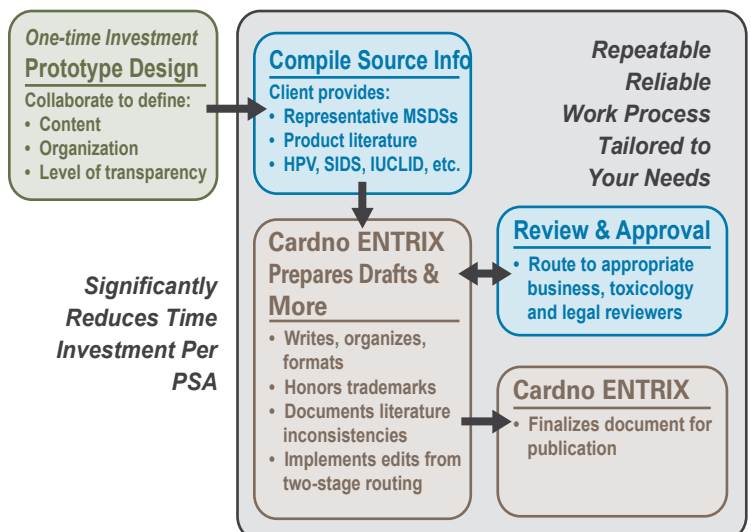 One-time Investment
Prototype Design
Collaborate to define:
• Content
• Organization
• Level of transparency
Compile Source Info
Client provides:
• Representative MSDSs
• Product literature
• HPV, SIDS, IUCLID, etc.
Repeatable
Reliable
Work Process
Tailored to
Your Needs
Significantly
Reduces Time
Investment Per
PSA
Cardno ENTRIX
Prepares Drafts &
More
• Writes, organizes,
formats
• Honors trademarks
• Documents literature
inconsistencies
• Implements edits from
two-stage routing
Review & Approval
• Route to appropriate
business, toxicology
and legal reviewers
Cardno ENTRIX
• Finalizes document for
publication